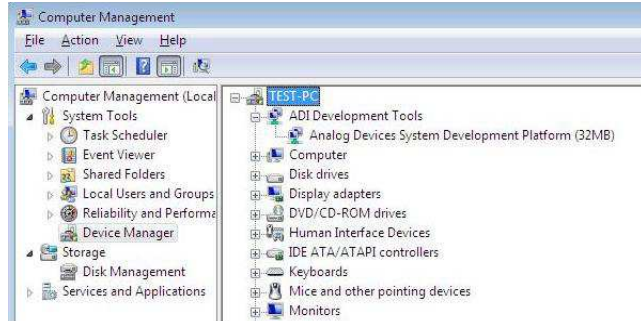 Computer Management
File Action View Help
Computer Management (Local
System Tools
Task Scheduler
Event Viewer
Shared Folders
Local Users and Groups
Reliability and Performa
Device Manager
Storage
Disk Management
Services and Applications
TEST-PC
ADI Development Tools
Analog Devices System Development Platform (32MB)
Computer
Disk drives
Display adapters
DVD/CD-ROM drives
Human Interface Devices
IDE ATA/ATAPI controllers
Keyboards
Mice and other pointing devices
Monitors